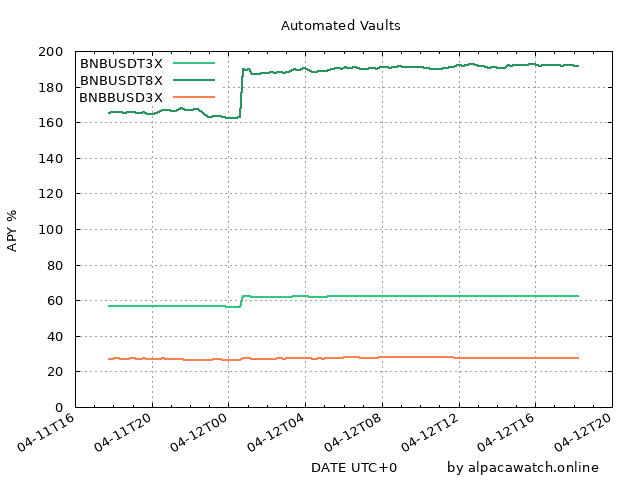 Automated Vaults
200
180
160
140
120
100
80
60
40
20
0
APY %
BNBUSDT3X
BNBUSDT8X
BNBBUSD3X
04-11T16
04-11T20
04-12T00
04-12T04
04-12T08
04-12T12
04-12T16
04-12T20
DATE UTC+0
by alpacawatch.online